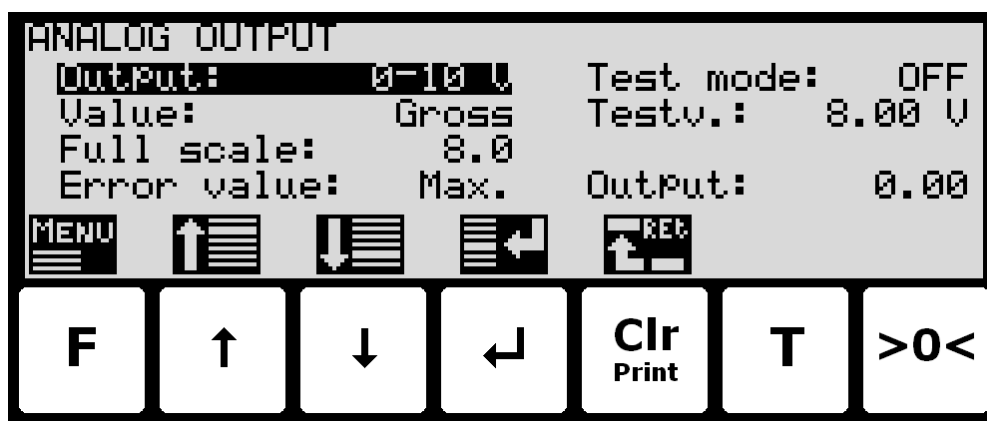 ANALOG OUTPUT
Output: 0-10 V Test mode: OFF
Value: Gross Testv.: 8.00 V
Full scale: 8.0
Error value: Max. Output: 0.00
MENU Ret
F ↑ ↓ ↵ Clr T >0<
Print